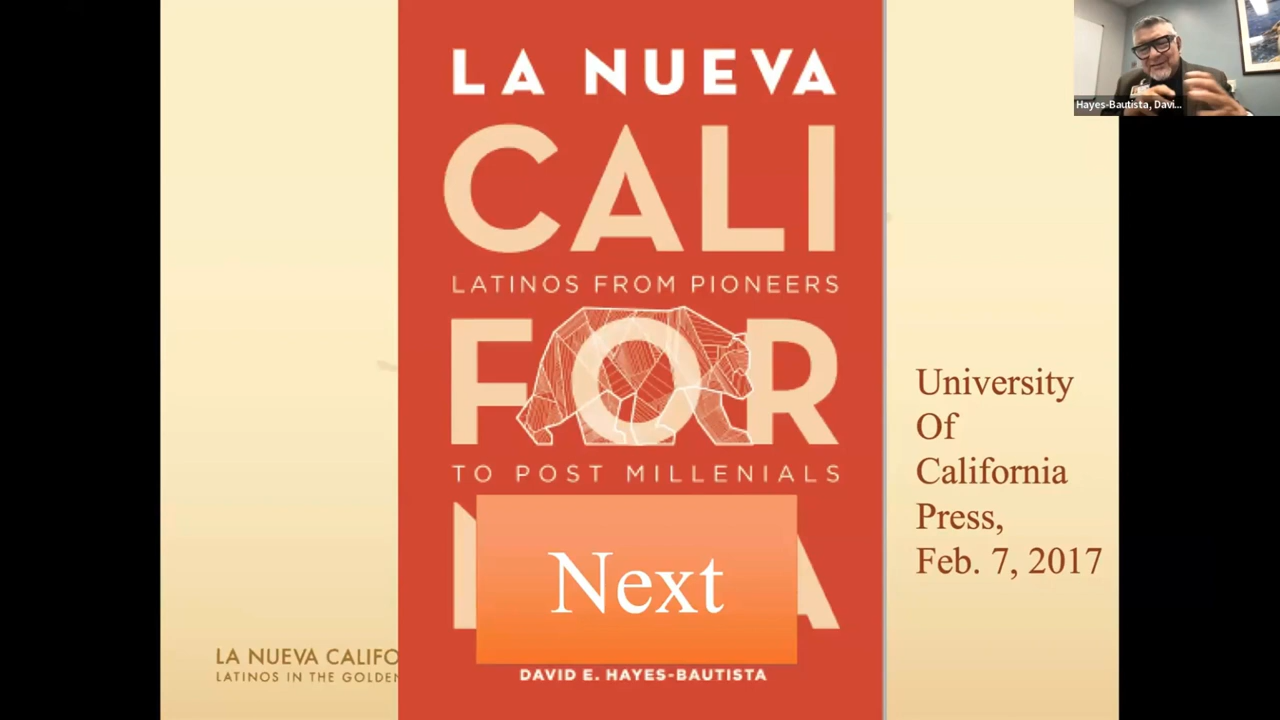 LA NUEVA
CALI
LATINOS FROM PIONEERS
FOR
TO POST MILLENIALS
Next
DAVID E. HAYES-BAUTISTA
University
Of
California
Press,
Feb. 7, 2017
LA NUEVA CALIFO
LATINOS IN THE GOLDEN
Hayes-Bautista, Davi...